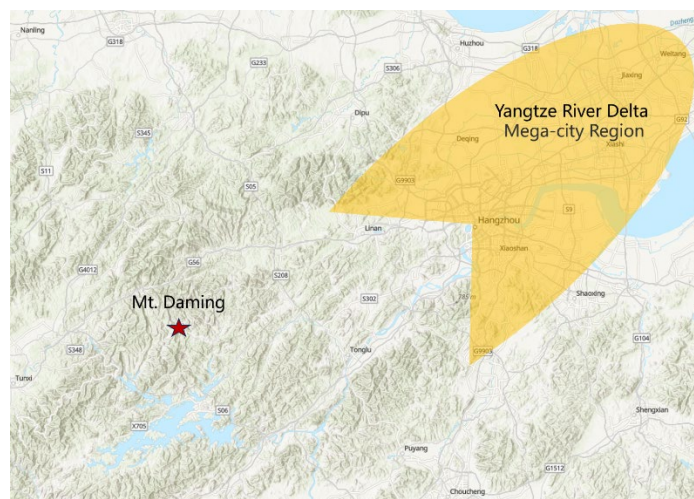 Nanling
G318
Huzhou
G318
Dazheng
Weitang
G233
S306
Jiaxing
Dipu
Yangtze River Delta
Mega-city Region
G92
S345
Deqing
Xiashi
S11
S05
G9903
Linan
Hangzhou
S9
Xiaoshan
G56
G4012
S208
Mt. Daming
S302
Shaoxing
S348
Tonglu
G9903
G104
Tunxi
S06
X705
Shengxian
Puyang
G1512
Choucheng